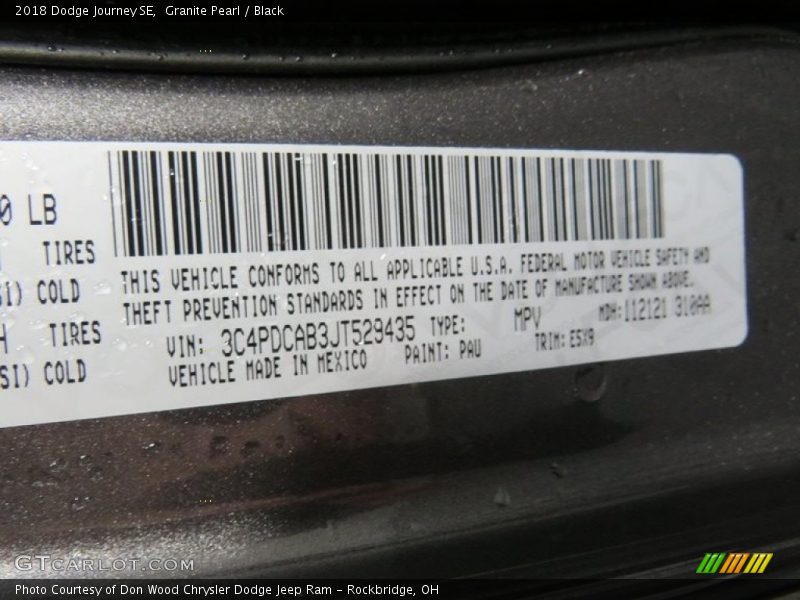 2018 Dodge Journey SE, Granite Pearl / Black
0 LB
TIRES
SI) COLD
TIRES
SI) COLD
THIS VEHICLE CONFORMS TO ALL APPLICABLE U.S.A. FEDERAL MOTOR VEHICLE SAFETY AND
THEFT PREVENTION STANDARDS IN EFFECT ON THE DATE OF MANUFACTURE SHOWN ABOVE.
VIN: 3C4PDCAB3JT529435 TYPE: MPV MDH:112121 310AA
VEHICLE MADE IN MEXICO PAINT: PAU TRIM:E5X9
GTCarLot.com
Photo Courtesy of Don Wood Chrysler Dodge Jeep Ram - Rockbridge, OH